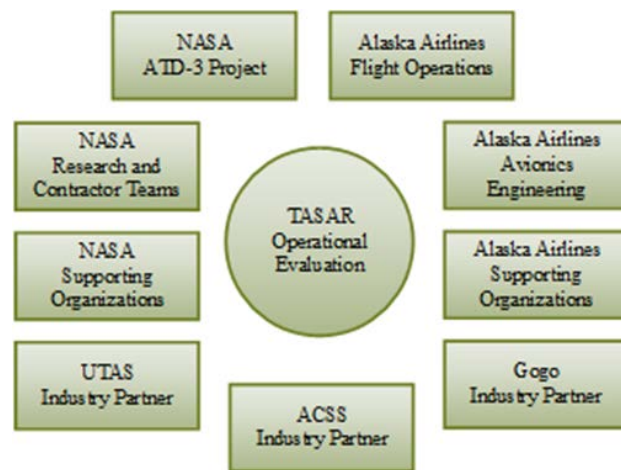 NASA
ATD-3 Project
Alaska Airlines
Flight Operations
NASA
Research and
Contractor Teams
TASAR
Operational
Evaluation
Alaska Airlines
Avionics
Engineering
NASA
Supporting
Organizations
Alaska Airlines
Supporting
Organizations
UTAS
Industry Partner
ACSS
Industry Partner
Gogo
Industry Partner